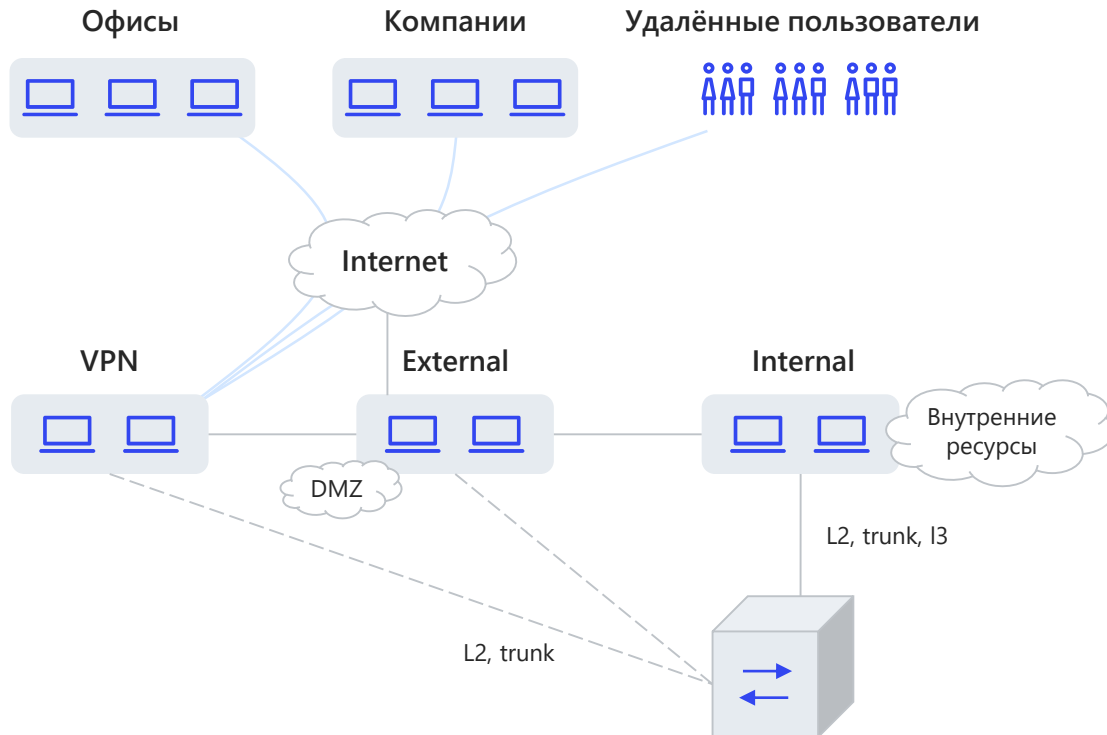 Офисы
Компании
Удалённые пользователи
Internet
VPN
External
Internal
Внутренние
ресурсы
DMZ
L2, trunk, l3
L2, trunk